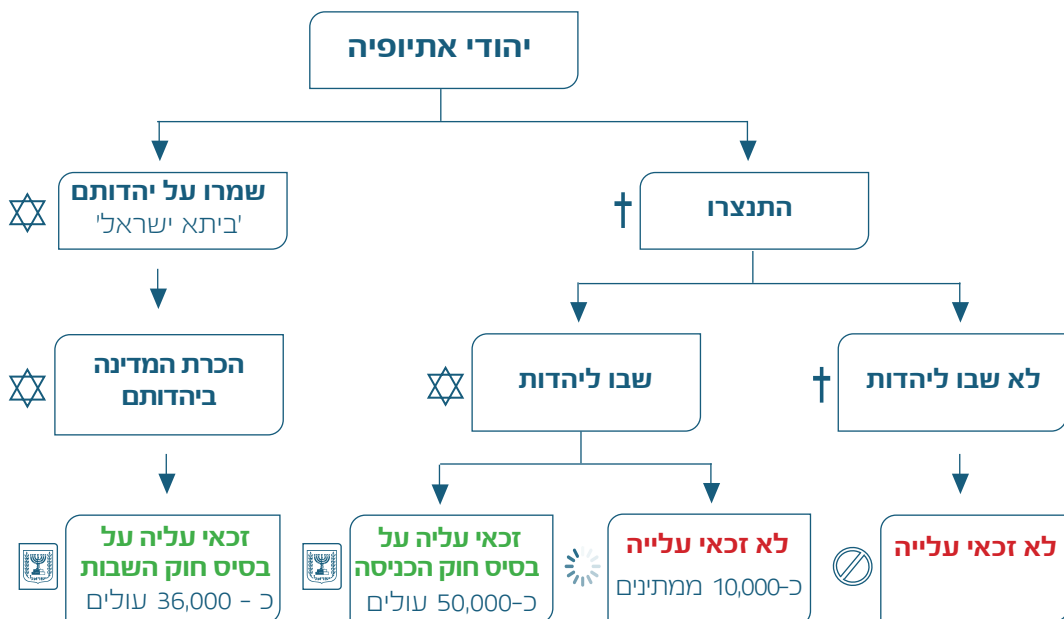 יהודי אתיופיה
שמרו על יהדותם
'ביתא ישראל'
התנצרו
הכרת המדינה
ביהדותם
שבו ליהדות
לא שבו ליהדות
זכאי עליה על
בסיס חוק השבות
כ - 36,000 עולים
זכאי עליה על
בסיס חוק הכניסה
כ-50,000 עולים
לא זכאי עלייה
כ-10,000 ממתינים
לא זכאי עלייה